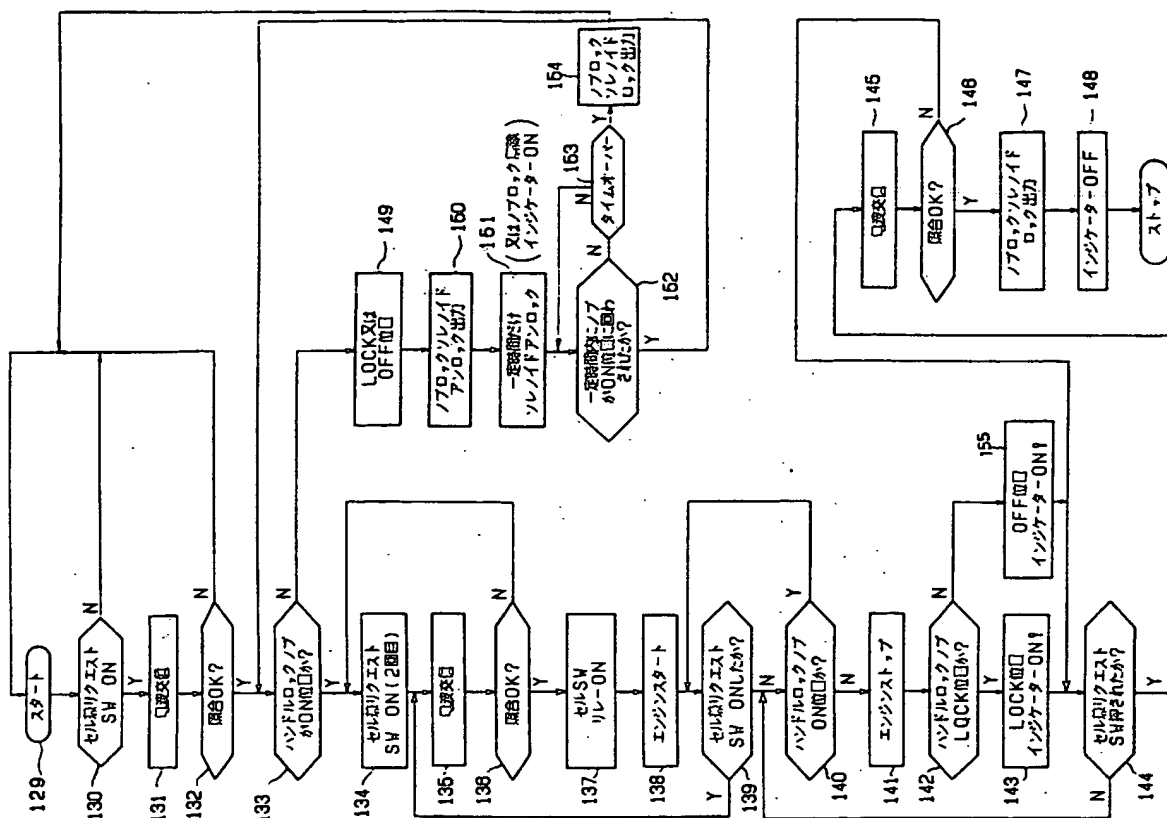 スタート
129
セル兼リクエスト
SW ON
130
N
Y
131
照合OK?
132
N
Y
ハンドルロックノブ
がON位置か?
133
N
Y
セル兼リクエスト
SW ON(2回目)
134
135
照合OK?
136
N
Y
セルSW
リレーON
137
エンジンスタート
138
セル兼リクエスト
SW ONしたか?
139
Y
N
ハンドルロックノブ
ON位置か?
140
Y
N
エンジンストップ
141
ハンドルロックノブ
LOCK位置か?
142
N
Y
LOCK位置
インジケーターON!
143
OFF位置
インジケーターON!
155
セル兼リクエスト
SW押されたか?
144
N
Y
LOCK又は
OFF位置
149
ノブロックソレノイド
アンロック出力
150
一定時間だけ
ソレノイドアンロック
151
(又はノブロック解除
インジケーターON)
一定時間内にノブ
がON位置に回わ
されたか?
152
N
Y
タイムオーバー
153
N
Y
ノブロック
ソレノイド
ロック出力
154
145
照合OK?
146
N
Y
ノブロックソレノイド
ロック出力
147
インジケーターOFF
148
ストップ